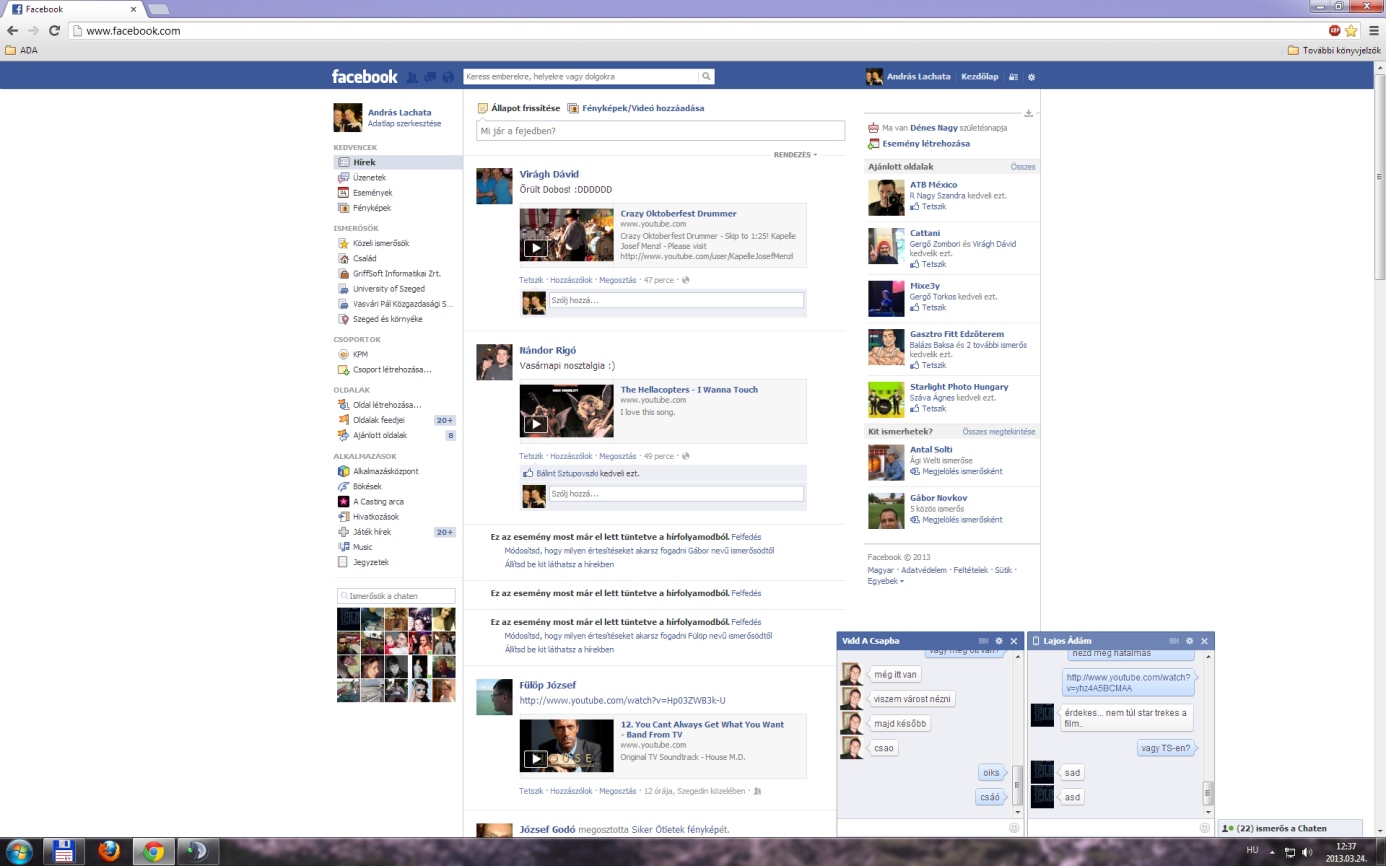 Facebook
www.facebook.com
ADA
További könyvjelzők
facebook
Keress emberekre, helyekre vagy dolgokra
András Lachata
Kezdőlap
András Lachata
Adatlap szerkesztése
KEDVENCEK
Hírek
Üzenetek
Események
Fényképek
ISMERŐSÖK
Közeli ismerősök
Család
GriffSoft Informatikai Zrt.
University of Szeged
Vasvári Pál Közgazdasági S...
Szeged és környéke
CSOPORTOK
KPM
Csoport létrehozása...
OLDALAK
Oldal létrehozása...
Oldalak feedjei 20+
Ajánlott oldalak 8
ALKALMAZÁSOK
Alkalmazásközpont
Bökések
A Casting arca
Hivatkozások
Játék hírek 20+
Music
Jegyzetek
Ismerősök a chaten
Állapot frissítése Fényképek/Videó hozzáadása
Mi jár a fejedben?
RENDEZÉS
Virágh Dávid
Őrült Dobos! :DDDDDD
Crazy Oktoberfest Drummer
www.youtube.com
Crazy Oktoberfest Drummer - Skip to 1:25! Kapelle
Josef Menzl - Please visit
http://www.youtube.com/user/KapelleJosefMenzl
Tetszik · Hozzászólok · Megosztás · 47 perce ·
Szólj hozzá...
Nándor Rigó
Vasárnapi nosztalgia :)
The Hellacopters - I Wanna Touch
www.youtube.com
I love this song.
Tetszik · Hozzászólok · Megosztás · 49 perce ·
Bálint Sztupovszki kedveli ezt.
Szólj hozzá...
Ez az esemény most már el lett tüntetve a hírfolyamodból. Felfedés
Módosítsd, hogy milyen értesítéseket akarsz fogadni Gábor nevű ismerősödtől
Állítsd be kit láthatsz a hírekben
Ez az esemény most már el lett tüntetve a hírfolyamodból. Felfedés
Ez az esemény most már el lett tüntetve a hírfolyamodból. Felfedés
Módosítsd, hogy milyen értesítéseket akarsz fogadni Fülöp nevű ismerősödtől
Állítsd be kit láthatsz a hírekben
Fülöp József
http://www.youtube.com/watch?v=Hp03ZWB3k-U
HOUSE
12. You Cant Always Get What You Want
- Band From TV
www.youtube.com
Original TV Soundtrack - House M.D.
Tetszik · Hozzászólok · Megosztás · 12 órája, Szegedin közelében ·
József Godó megosztotta Siker Ötletek fényképét.
Ma van Dénes Nagy születésnapja
Esemény létrehozása
Ajánlott oldalak Összes
ATB México
R Nagy Szandra kedveli ezt.
Tetszik
Cattani
Gergő Zombori és Virágh Dávid
kedvelik ezt.
Tetszik
Mixe3y
Gergő Torkos kedveli ezt.
Tetszik
Gasztro Fitt Edzőterem
Balázs Baksa és 2 további ismerős
kedvelik ezt.
Tetszik
Starlight Photo Hungary
Száva Ágnes kedveli ezt.
Tetszik
Kit ismerhetek? Összes megtekintése
Antal Solti
Ági Welti ismerőse
Megjelölés ismerősként
Gábor Novkov
5 közös ismerős
Megjelölés ismerősként
Facebook © 2013
Magyar · Adatvédelem · Feltételek · Sütik ·
Egyebek
Vidd A Csapba
vagy még ott van?
még itt van
viszem várost nézni
majd később
csao
oiks
csáó
Lajos Ádám
nézd meg hatalmas
http://www.youtube.com/watch?
v=yhz4A5BCMAA
érdekes... nem túl star trekes a
film..
vagy TS-en?
sad
asd
(22) ismerős a Chaten
HU
12:37
2013.03.24.